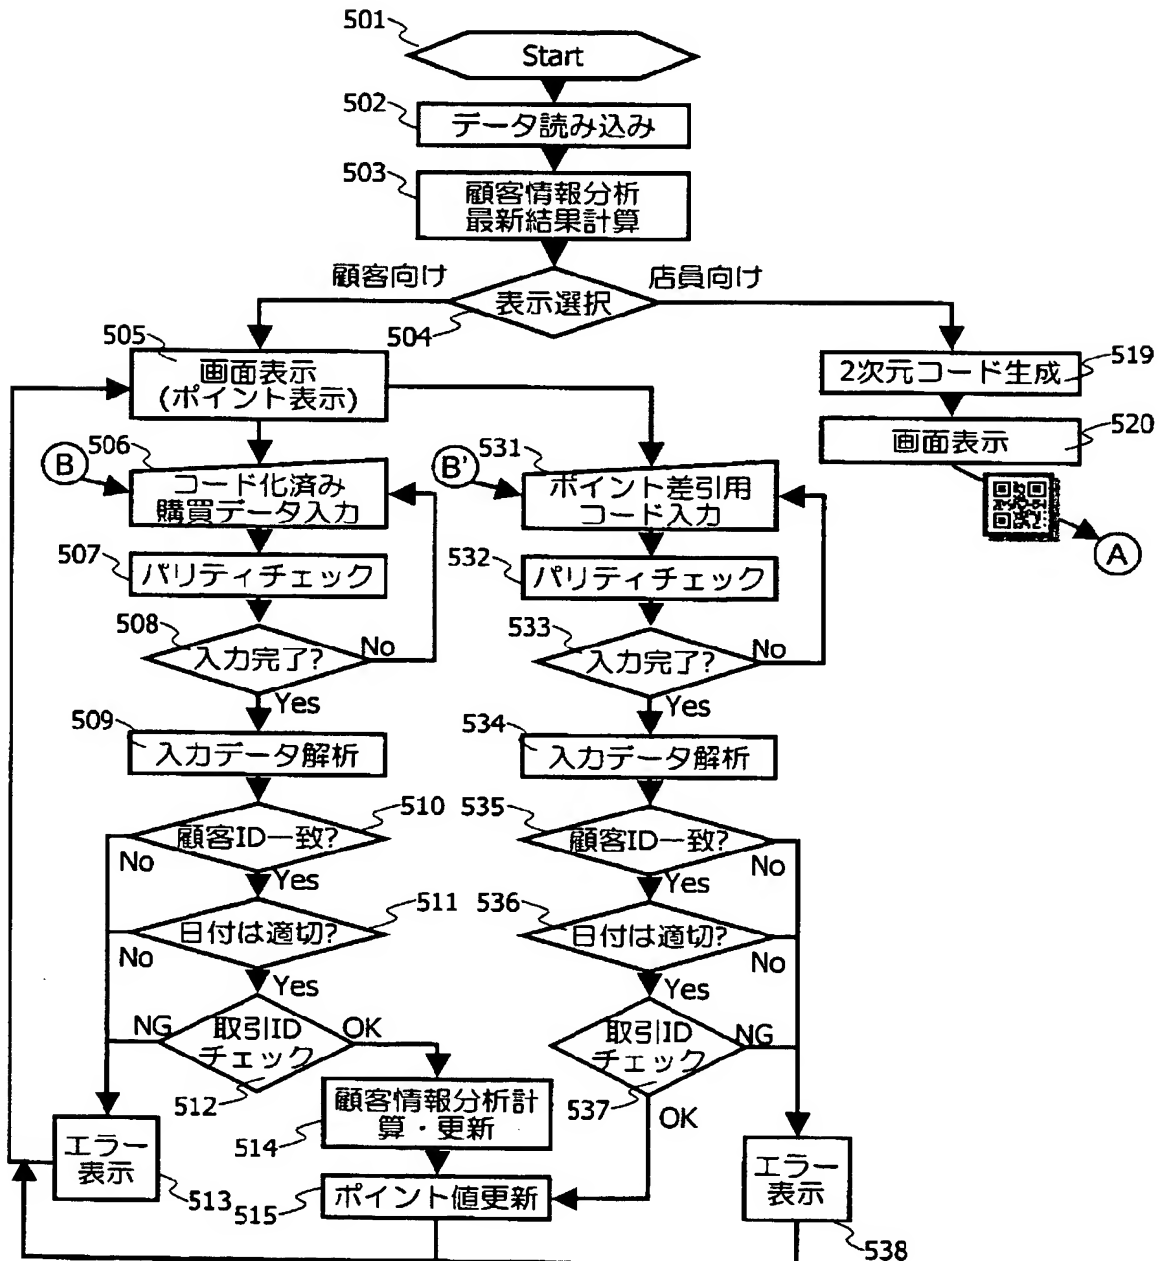 501
Start
502
データ読み込み
503
顧客情報分析
最新結果計算
顧客向け
店員向け
表示選択
504
505
画面表示
(ポイント表示)
519
2次元コード生成
520
画面表示
A
B
506
コード化済み
購買データ入力
B'
531
ポイント差引用
コード入力
507
パリティチェック
532
パリティチェック
508
入力完了?
No
Yes
533
入力完了?
No
Yes
509
入力データ解析
534
入力データ解析
510
顧客ID一致?
No
Yes
535
顧客ID一致?
No
Yes
511
日付は適切?
No
Yes
536
日付は適切?
No
Yes
NG
取引ID
チェック
OK
512
取引ID
チェック
NG
537
OK
514
顧客情報分析計
算・更新
エラー
表示
513
515
ポイント値更新
エラー
表示
538